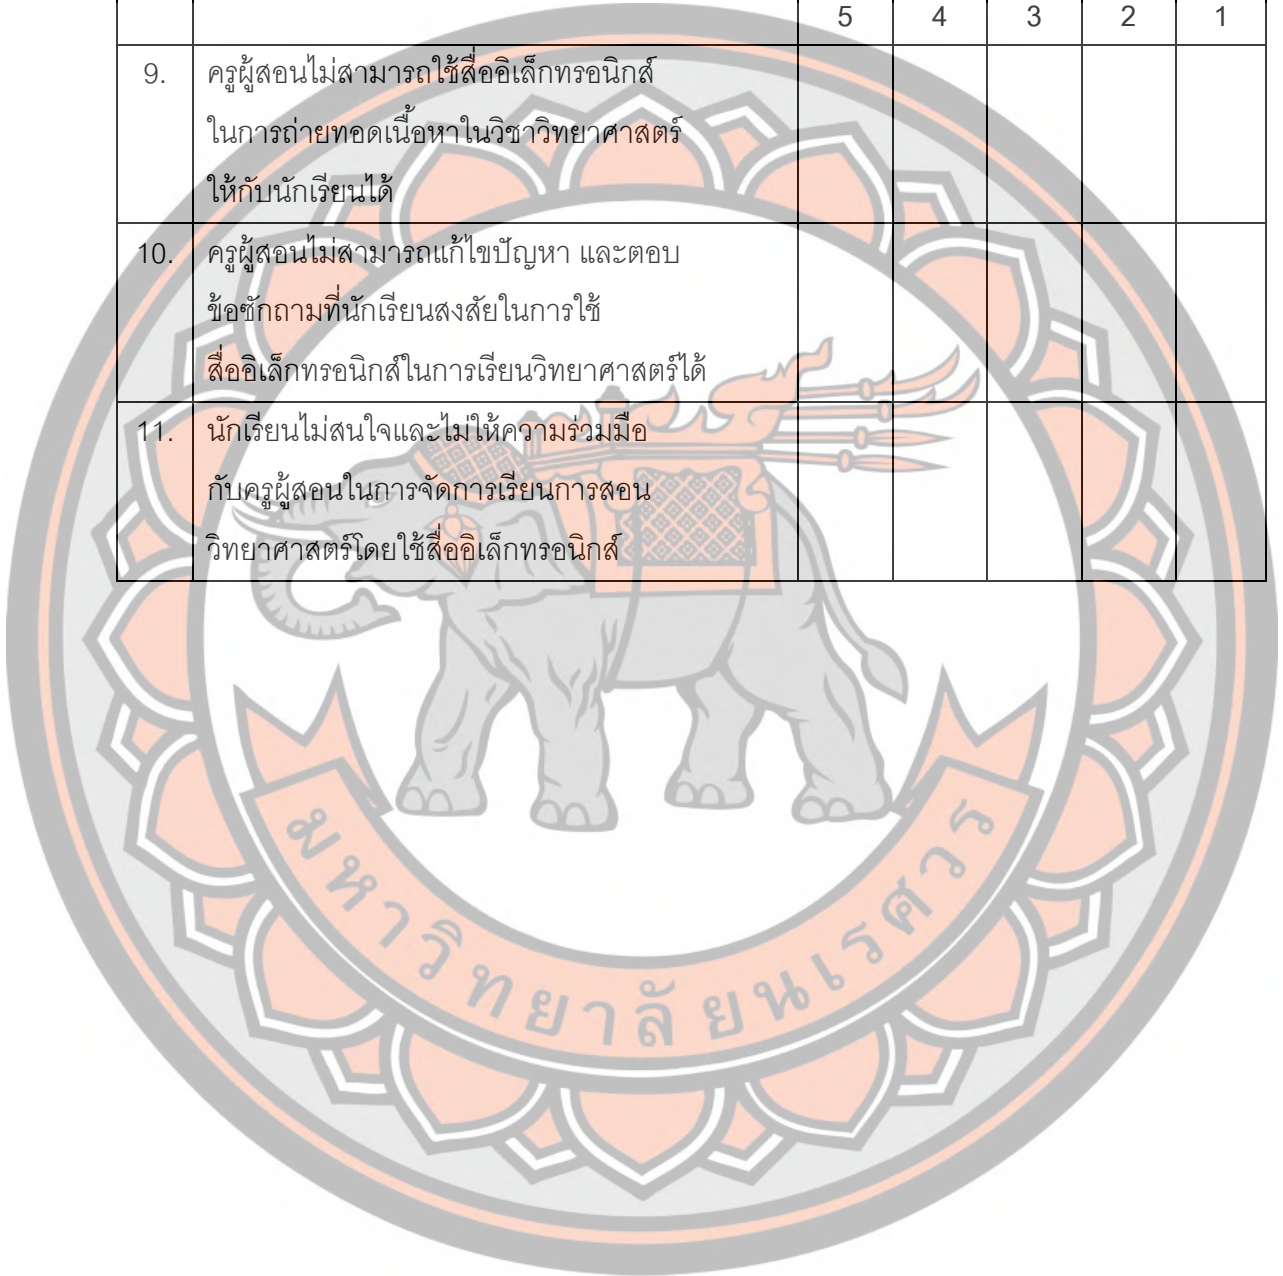 5 4 3 2 1
9. ครูผู้สอนไม่สามารถใช้สื่ออิเล็กทรอนิกส์
ในการถ่ายทอดเนื้อหาในวิชาวิทยาศาสตร์
ให้กับนักเรียนได้
10. ครูผู้สอนไม่สามารถแก้ไขปัญหา และตอบ
ข้อซักถามที่นักเรียนสงสัยในการใช้
สื่ออิเล็กทรอนิกส์ในการเรียนวิทยาศาสตร์ได้
11. นักเรียนไม่สนใจและไม่ให้ความร่วมมือ
กับครูผู้สอนในการจัดการเรียนการสอน
วิทยาศาสตร์โดยใช้สื่ออิเล็กทรอนิกส์
มหาวิทยาลัยนเรศวร